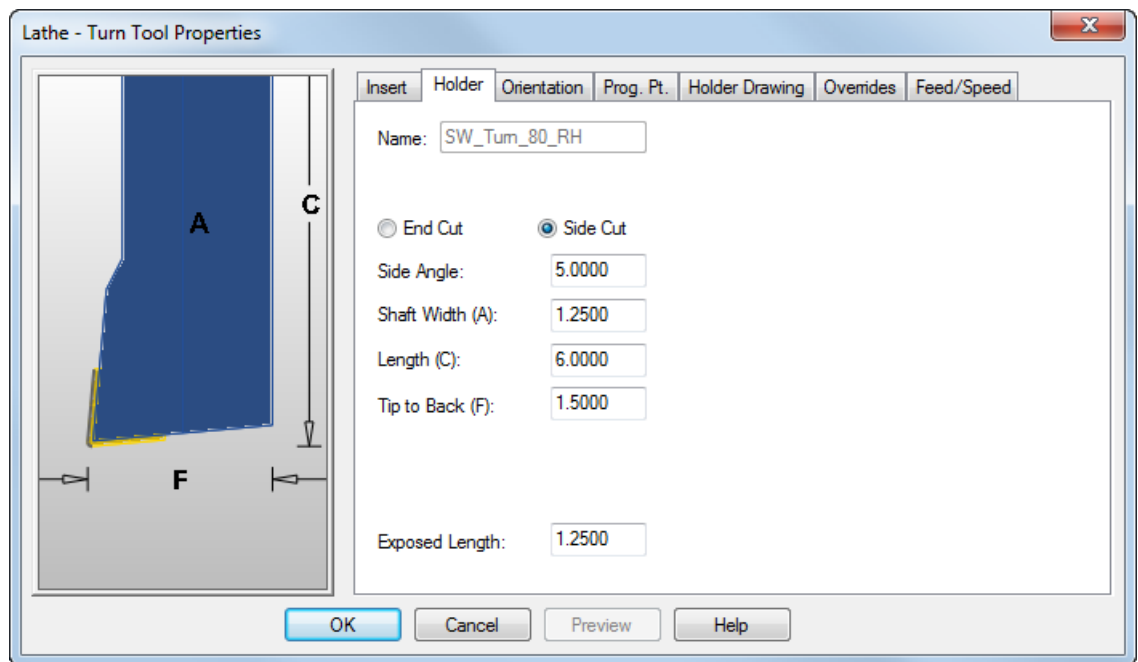 Lathe - Turn Tool Properties
Insert Holder Orientation Prog. Pt. Holder Drawing Overrides Feed/Speed
Name: SW_Turn_80_RH
A
C
F
End Cut Side Cut
Side Angle: 5.0000
Shaft Width (A): 1.2500
Length (C): 6.0000
Tip to Back (F): 1.5000
Exposed Length: 1.2500
OK Cancel Preview Help